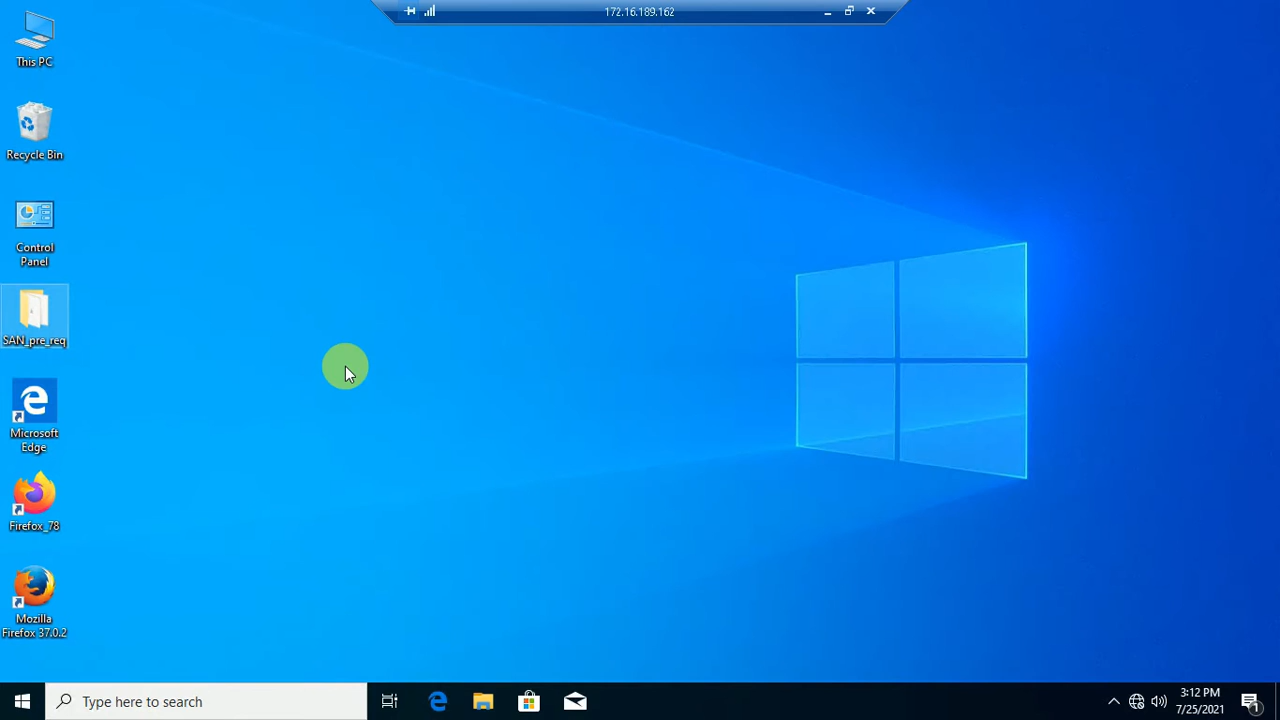 172.16.189.162
This PC
Recycle Bin
Control
Panel
SAN_pre_req
Microsoft
Edge
Firefox_78
Mozilla
Firefox 37.0.2
Type here to search
3:12 PM
7/25/2021
1